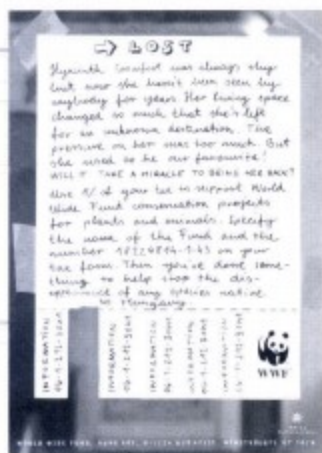 ⇨ LOST
Hyacinth was always shy
but now she hasn't been seen by
anybody for years. Her living space
changed so much that she's left
for an unknown destination. The
pressure on her was too much. But
she used to be our favourite!
WILL IT TAKE A MIRACLE TO BRING HER BACK?
Use 1% of your tax to support World
Wide Fund conservation projects
for plants and animals. Specify
the name of the Fund and the
number on your
tax form. Then you've done some-
thing to help stop the dis-
appearance of any species native
to Hungary.
INFORMATION
INFORMATION
INFORMATION
INFORMATION
INFORMATION
WWF
WORLD WIDE FUND,